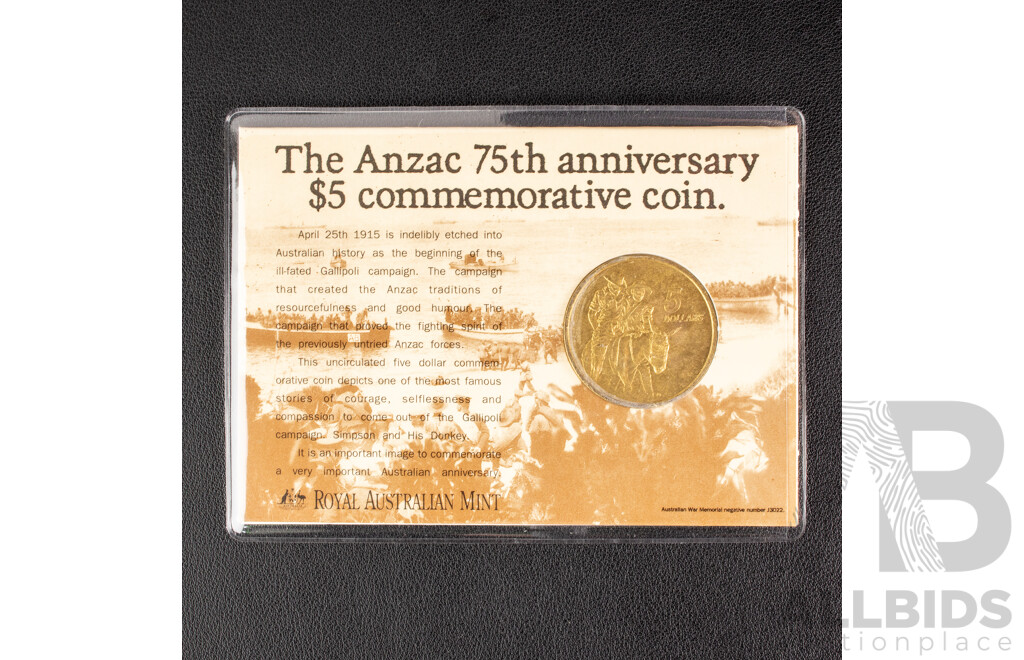 The Anzac 75th anniversary
$5 commemorative coin.
April 25th 1915 is indelibly etched into
Australian history as the beginning of the
ill-fated Gallipoli campaign. The campaign
that created the Anzac traditions of
resourcefulness and good humour. The
campaign that proved the fighting spirit of
the previously untried Anzac forces.
This uncirculated five dollar commem-
orative coin depicts one of the most famous
stories of courage, selflessness and
compassion to come out of the Gallipoli
campaign. Simpson and His Donkey.
It is an important image to commemorate
a very important Australian anniversary.
ROYAL AUSTRALIAN MINT
5
DOLLARS
Australian War Memorial negative number J3022.
B
LLBIDS
ctionplace